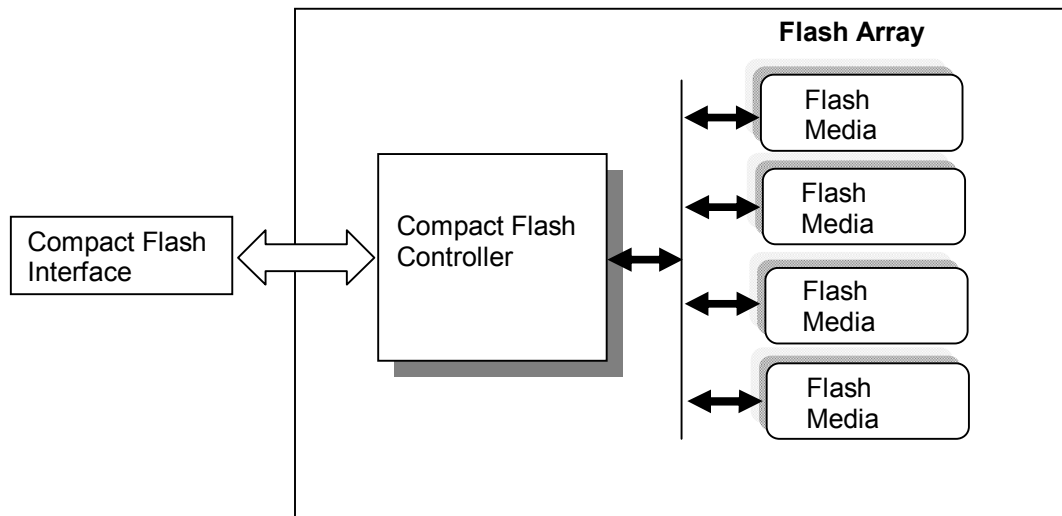 Flash Array
Flash
Media
Flash
Media
Flash
Media
Flash
Media
Compact Flash
Controller
Compact Flash
Interface